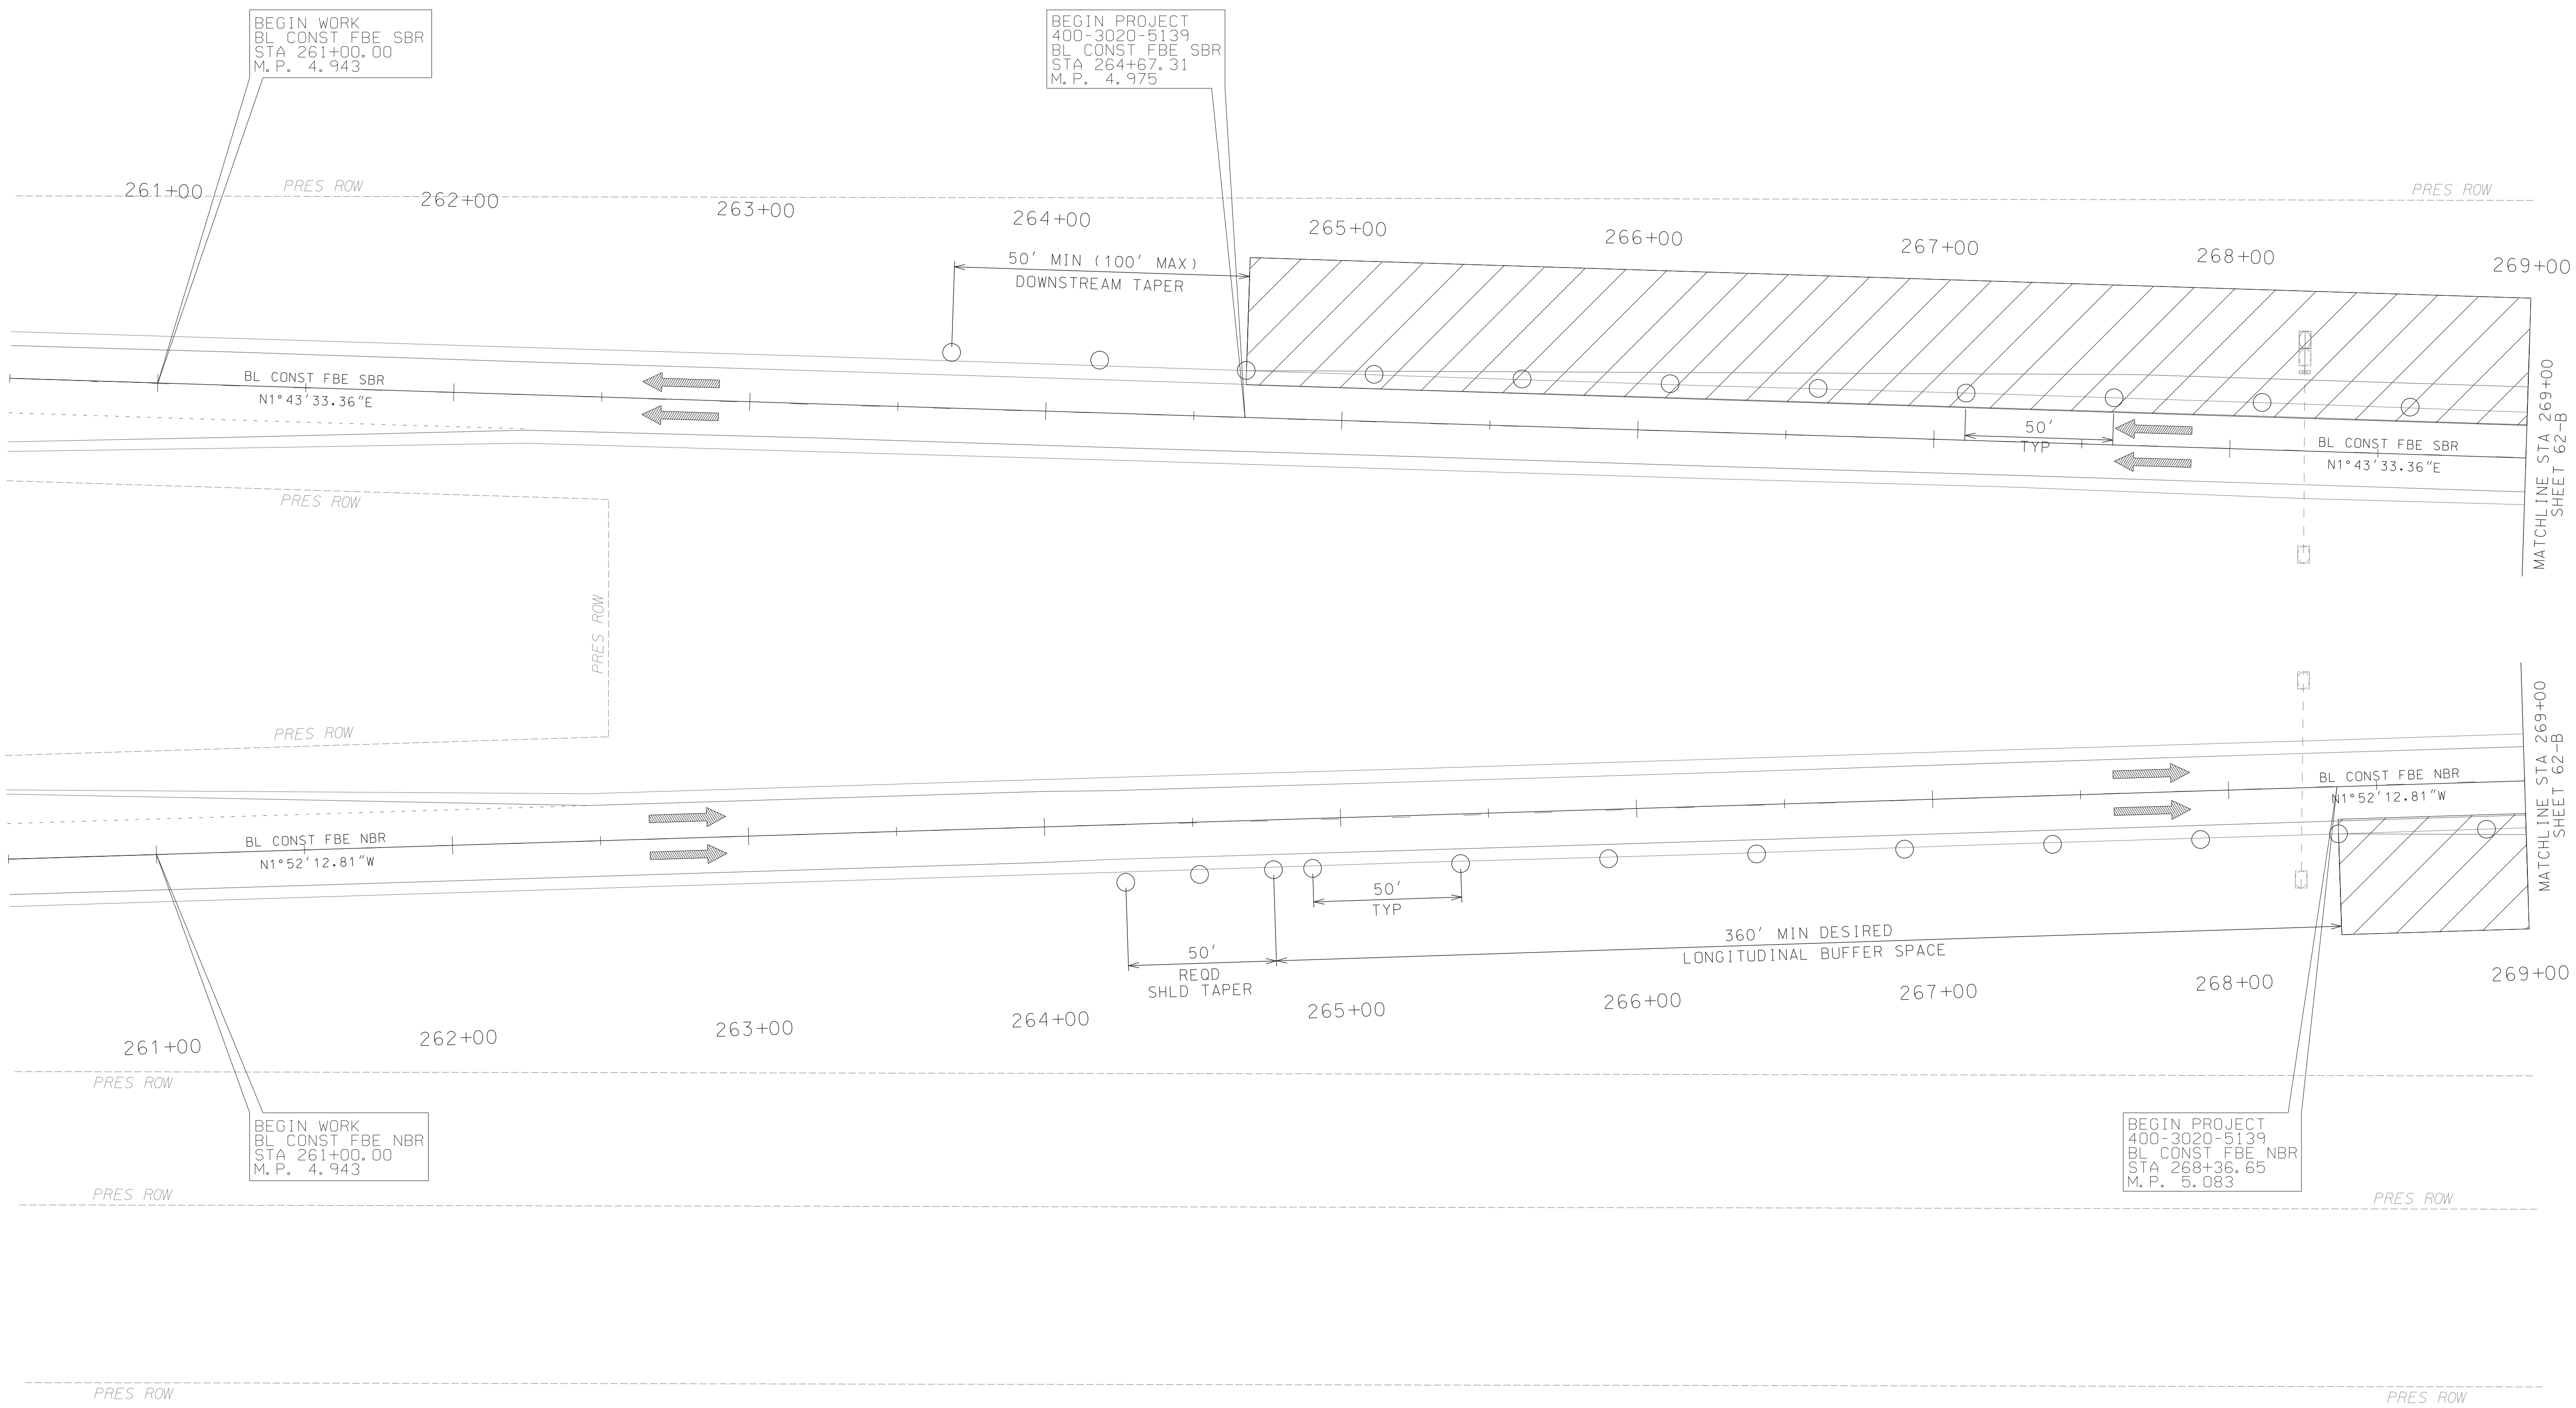 BEGIN WORK
BL CONST FBE SBR
STA 261+00.00
M.P. 4.943
BEGIN PROJECT
400-3020-5139
BL CONST FBE SBR
STA 264+67.31
M.P. 4.975
261+00
PRES ROW
262+00
263+00
264+00
265+00
266+00
267+00
268+00
269+00
PRES ROW
50' MIN (100' MAX)
DOWNSTREAM TAPER
BL CONST FBE SBR
N1°43'33.36"E
50'
TYP
BL CONST FBE SBR
N1°43'33.36"E
MATCHLINE STA 269+00
SHEET 62-B
PRES ROW
PRES ROW
PRES ROW
MATCHLINE STA 269+00
SHEET 62-B
BL CONST FBE NBR
N1°52'12.81"W
BL CONST FBE NBR
N1°52'12.81"W
50'
TYP
50'
REQD
SHLD TAPER
360' MIN DESIRED
LONGITUDINAL BUFFER SPACE
261+00
262+00
263+00
264+00
265+00
266+00
267+00
268+00
269+00
PRES ROW
BEGIN WORK
BL CONST FBE NBR
STA 261+00.00
M.P. 4.943
BEGIN PROJECT
400-3020-5139
BL CONST FBE NBR
STA 268+36.65
M.P. 5.083
PRES ROW
PRES ROW
PRES ROW
PRES ROW